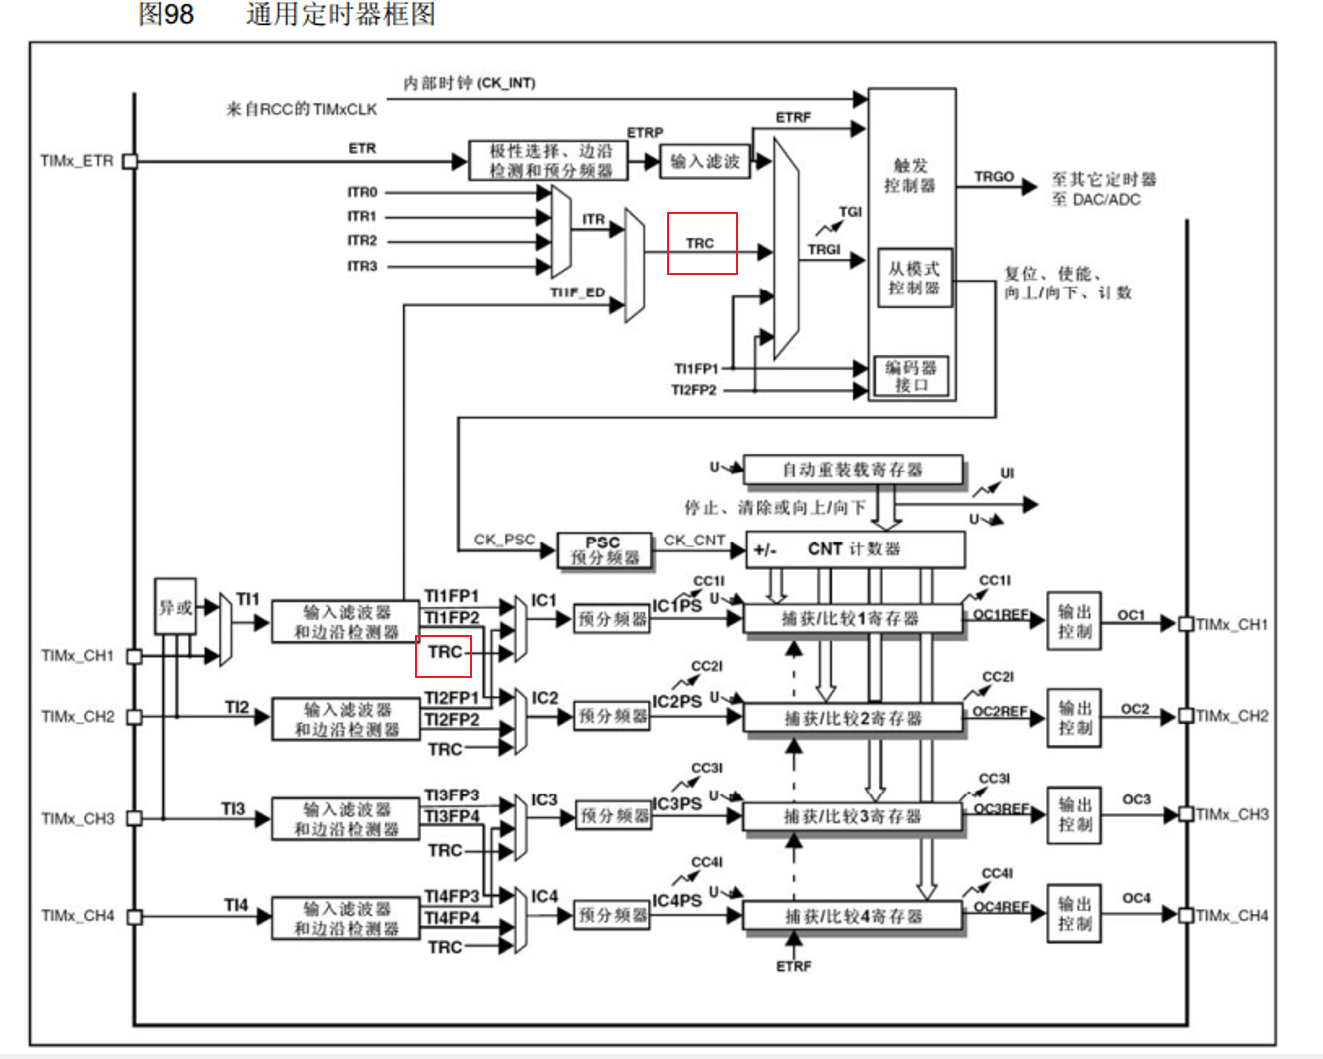 图98 通用定时器框图
内部时钟 (CK_INT)
来自RCC的TIMxCLK
ETRF
ETRP
ETR
TIMx_ETR
极性选择、边沿
检测和预分频器
输入滤波
触发
控制器
TRGO
至其它定时器
至 DAC/ADC
ITR0
ITR1
ITR2
ITR3
ITR
TRC
TGI
TRGI
TI1F_ED
从模式
控制器
复位、使能、
向上/向下、计数
TI1FP1
TI2FP2
编码器
接口
U
自动重装载寄存器
UI
停止、清除或向上/向下
U
CK_PSC
PSC
预分频器
CK_CNT
+/-
CNT 计数器
异或
TI1
输入滤波器
和边沿检测器
TI1FP1
TI1FP2
TRC
IC1
预分频器
CC1I
IC1PS
U
捕获/比较1寄存器
CC1I
OC1REF
输出
控制
OC1
TIMx_CH1
TIMx_CH1
TIMx_CH2
TI2
输入滤波器
和边沿检测器
TI2FP1
TI2FP2
TRC
IC2
预分频器
CC2I
IC2PS
U
捕获/比较2寄存器
CC2I
OC2REF
输出
控制
OC2
TIMx_CH2
TIMx_CH3
TI3
输入滤波器
和边沿检测器
TI3FP3
TI3FP4
TRC
IC3
预分频器
CC3I
IC3PS
U
捕获/比较3寄存器
CC3I
OC3REF
输出
控制
OC3
TIMx_CH3
TIMx_CH4
TI4
输入滤波器
和边沿检测器
TI4FP3
TI4FP4
TRC
IC4
预分频器
CC4I
IC4PS
U
捕获/比较4寄存器
CC4I
OC4REF
输出
控制
OC4
TIMx_CH4
ETRF